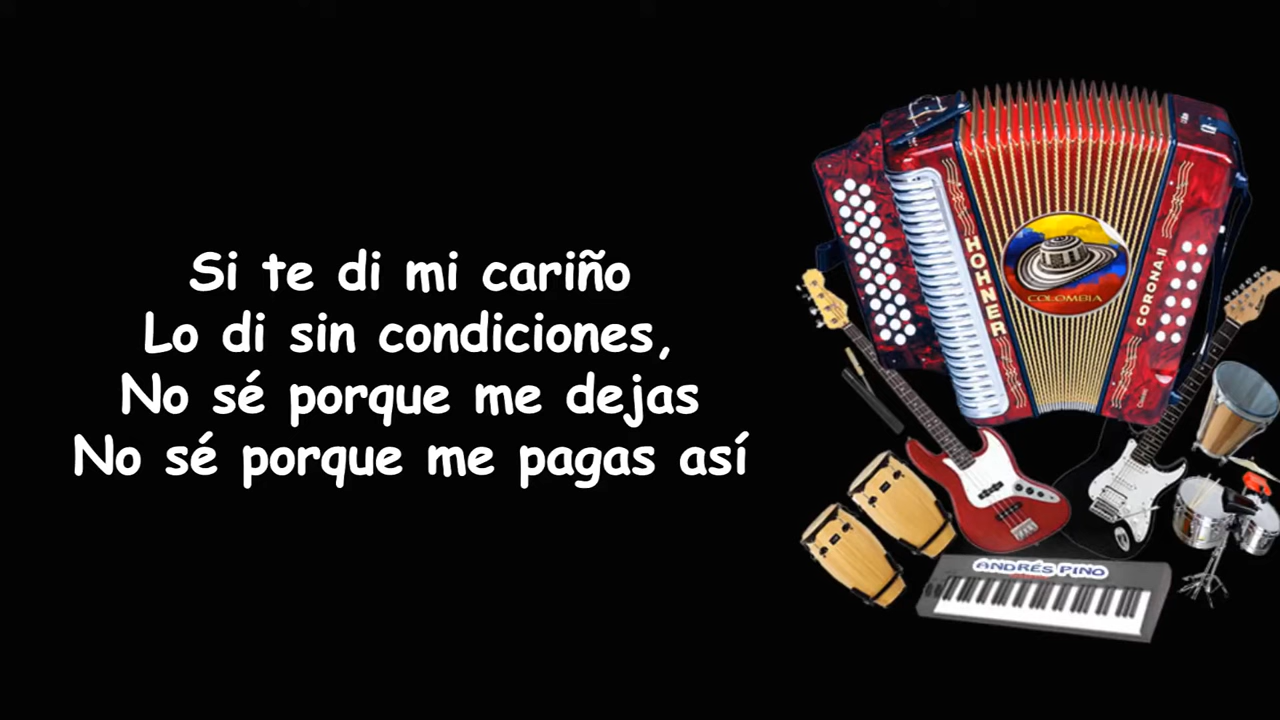 Si te di mi cariño
Lo di sin condiciones,
No sé porque me dejas
No sé porque me pagas así
HOHNER
COLOMBIA
CORONA II
ANDRÉS PINO